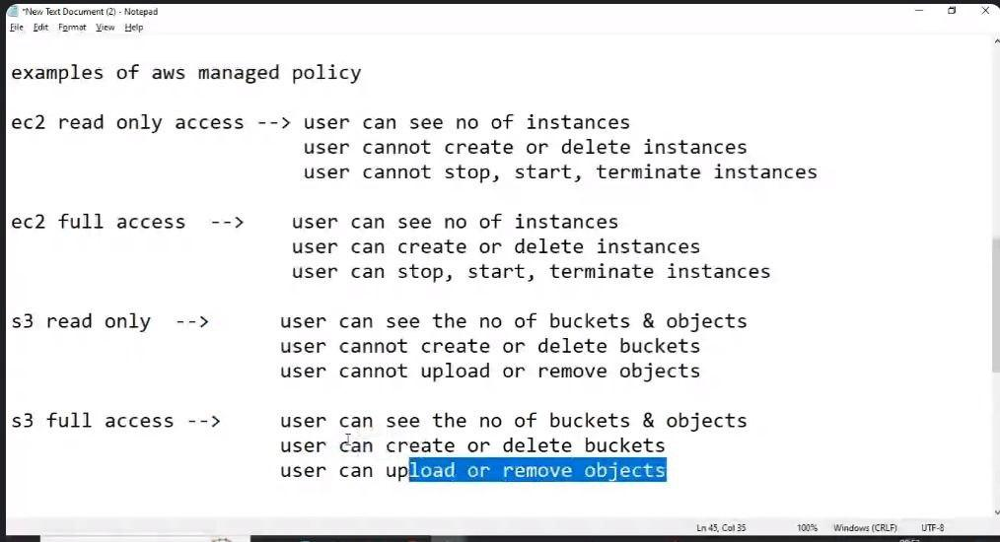 *New Text Document (2) - Notepad
File Edit Format View Help
examples of aws managed policy
ec2 read only access --> user can see no of instances
user cannot create or delete instances
user cannot stop, start, terminate instances
ec2 full access --> user can see no of instances
user can create or delete instances
user can stop, start, terminate instances
s3 read only --> user can see the no of buckets & objects
user cannot create or delete buckets
user cannot upload or remove objects
s3 full access --> user can see the no of buckets & objects
user can create or delete buckets
user can upload or remove objects
Ln 45, Col 35 100% Windows (CRLF) UTF-8